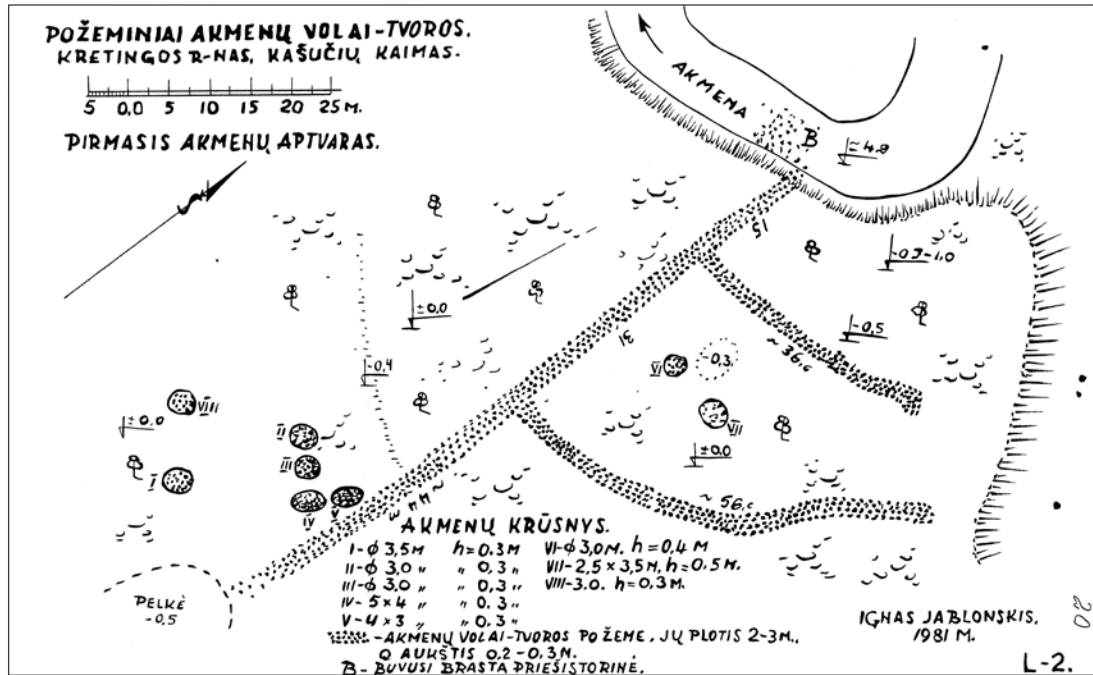 POŽEMINIAI AKMENŲ VOLAI-TVOROS.
KRETINGOS R-NAS, KAŠUČIŲ KAIMAS.
5 0,0 5 10 15 20 25 M.
PIRMASIS AKMENŲ APTVARAS.
AKMENA
B
≈4.8
15
-0,5
±0,0
31
~36,c
-0,4
VI
-0,3
VIII
±0.0
VII
II
±0.0
III
I
~56,c
IV V
AKMENŲ KRŪSNYS.
I-ф 3,5M h=0.3M VI-ф 3,0M. h=0,4 M
II-ф 3,0 „ „ 0,3 „ VII-2,5 × 3,5M, h=0.5M.
III-ф 3.0 „ „ 0,3 „ VIII-3.0. h=0,3M.
IV- 5×4 „ „ 0,3 „
V-4×3 „ „ 0,3 „
PELKĖ
-0,5
-AKMENŲ VOLAI-TVOROS PO ŽEME, JŲ PLOTIS 2-3M.,
O AUKŠTIS 0.2-0.3M.
B- BUVUSI BRASTA PRIEŠISTORINĖ.
IGNAS JABLONSKIS.
1981 M.
20
L-2.